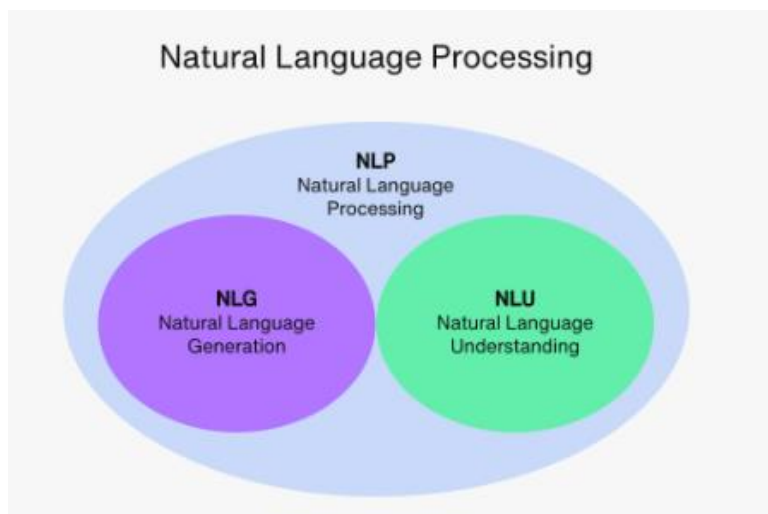 Natural Language Processing
NLP
Natural Language
Processing
NLG
Natural Language
Generation
NLU
Natural Language
Understanding